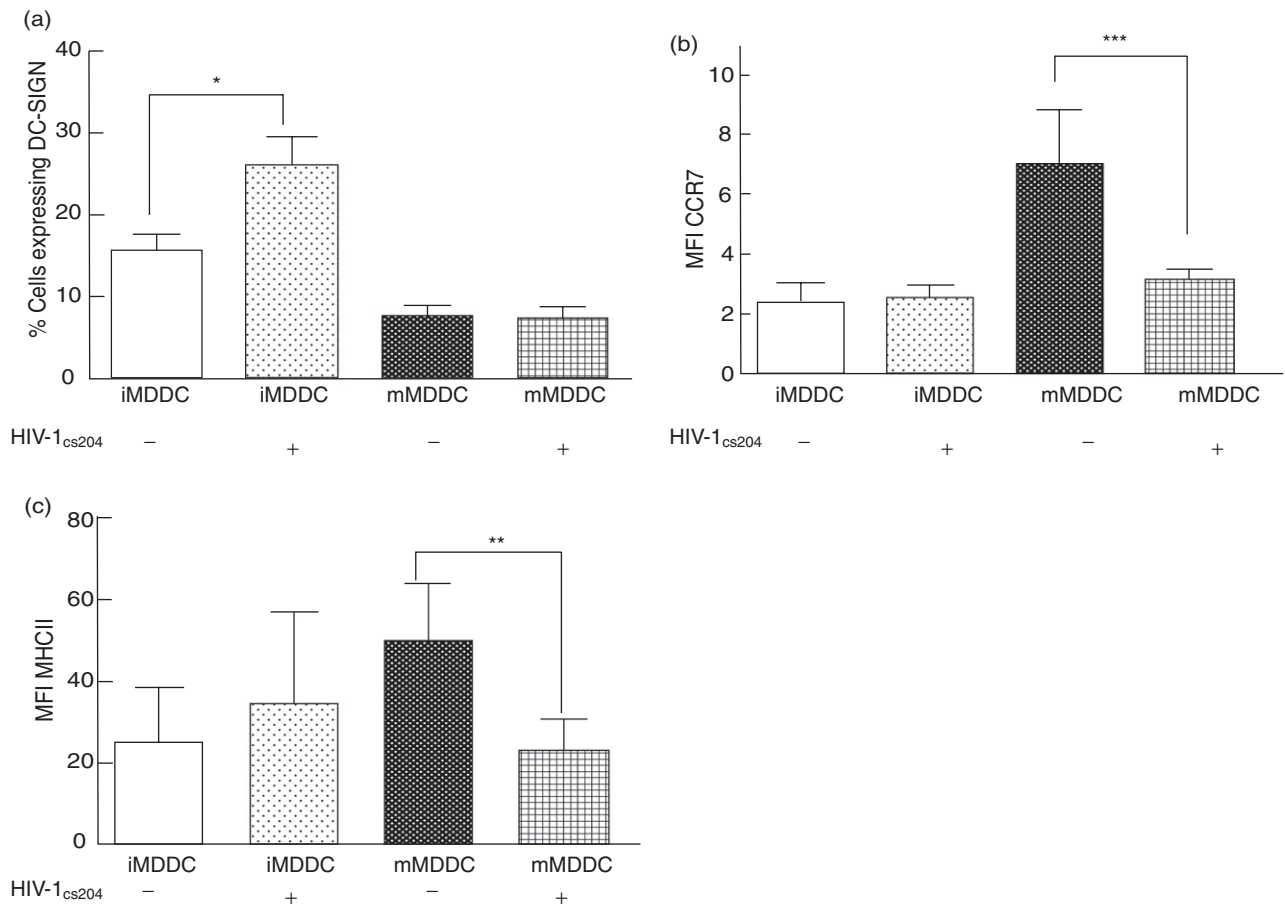 (a)
40
30
20
10
0
% Cells expressing DC-SIGN
*
iMDDC iMDDC mMDDC mMDDC
HIV-1cs204 − + − +
(b)
10
8
6
4
2
0
MFI CCR7
***
iMDDC iMDDC mMDDC mMDDC
HIV-1cs204 − + − +
(c)
80
60
40
20
0
MFI MHCII
**
iMDDC iMDDC mMDDC mMDDC
HIV-1cs204 − + − +